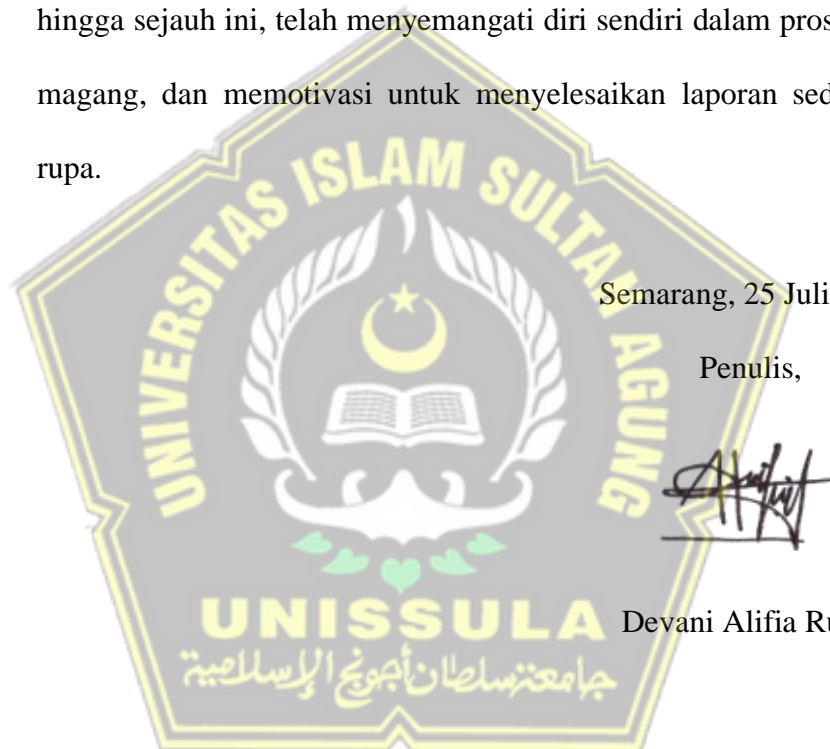 hingga sejauh ini, telah menyemangati diri sendiri dalam pros
magang, dan memotivasi untuk menyelesaikan laporan sed
rupa.
UNIVERSITAS ISLAM SULTAN AGUNG
Semarang, 25 Juli
Penulis,
UNISSULA
Devani Alifia Ru
جامعة سلطان أجونج الإسلامية